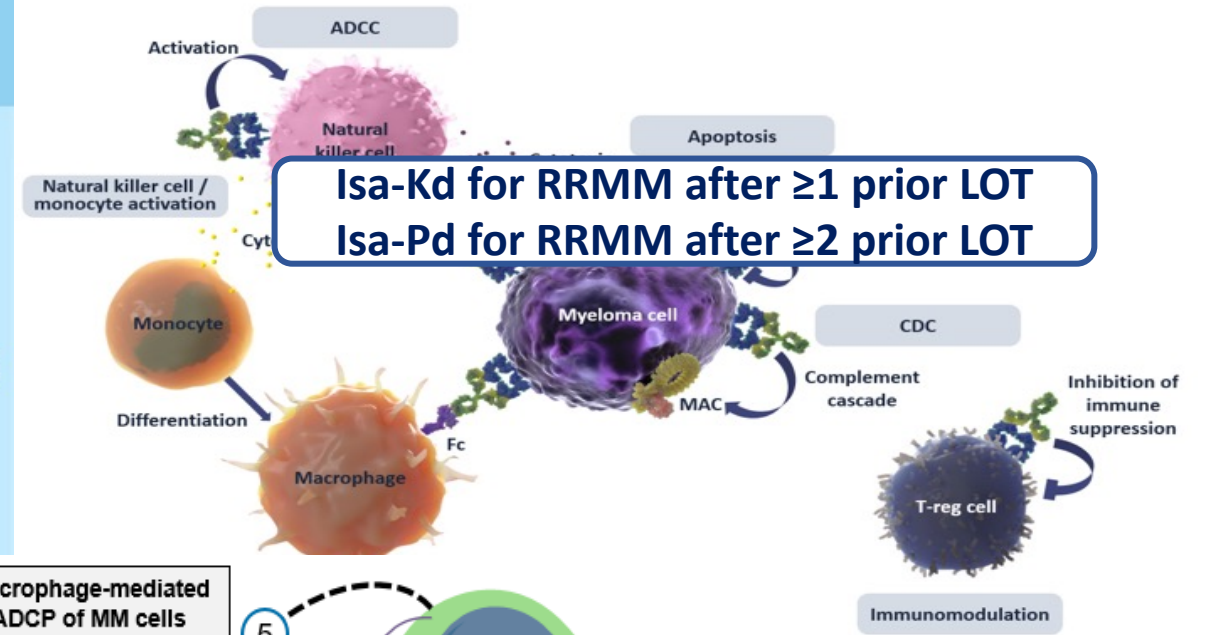 ADCC
Activation
Natural
killer cell
Apoptosis
Natural killer cell /
monocyte activation
Isa-Kd for RRMM after ≥1 prior LOT
Isa-Pd for RRMM after ≥2 prior LOT
Monocyte
Myeloma cell
CDC
Complement
cascade
MAC
Inhibition of
immune
suppression
Differentiation
Fc
Macrophage
T-reg cell
crophage-mediated
ADCP of MM cells
5
Immunomodulation